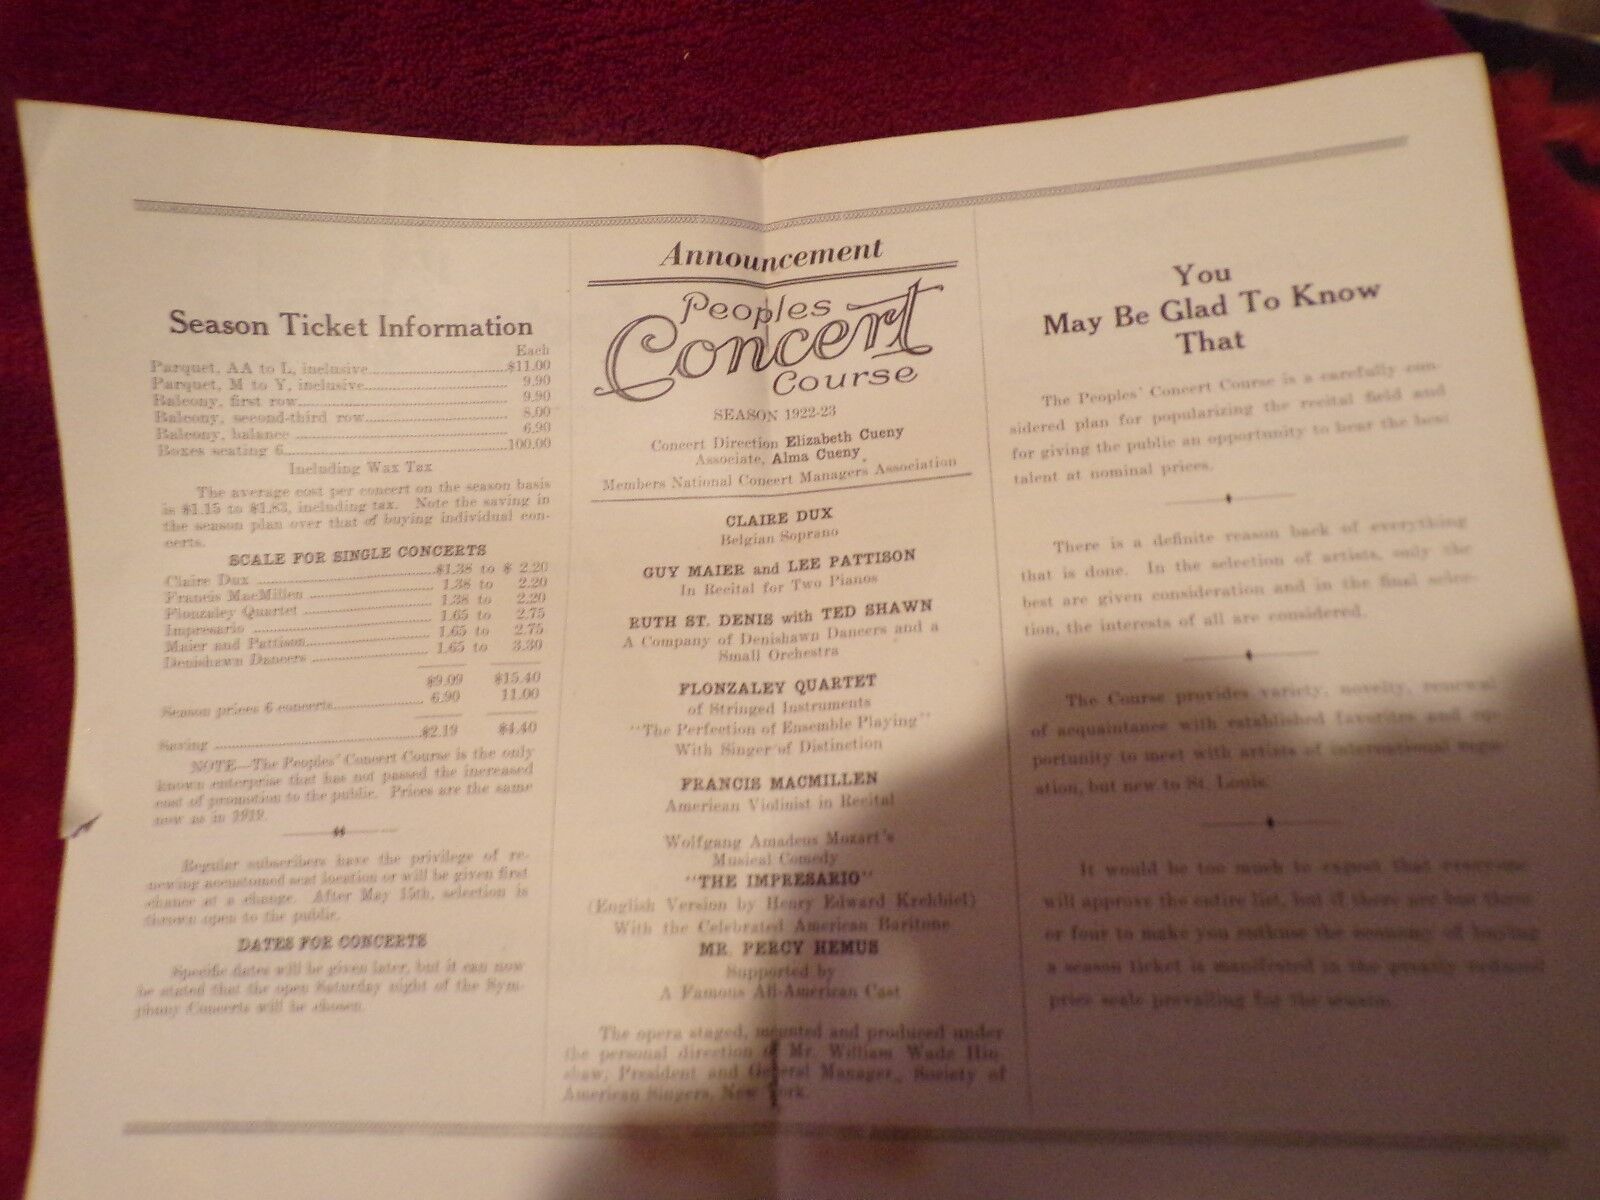 Season Ticket Information
Each
Parquet, AA to L, inclusive $11.00
Parquet, M to Y, inclusive 9.90
Balcony, first row 9.90
Balcony, second-third row 8.00
Balcony, balance 6.90
Boxes seating 6 100.00
Including Wax Tax
The average cost per concert on the season basis
is $1.15 to $1.83, including tax. Note the saving in
the season plan over that of buying individual con-
certs.
SCALE FOR SINGLE CONCERTS
Claire Dux $1.38 to $ 2.20
Francis MacMillen 1.38 to 2.20
Flonzaley Quartet 1.38 to 2.20
Impresario 1.65 to 2.75
Maier and Pattison 1.65 to 2.75
Denishawn Dancers 1.65 to 3.30
$9.09 $15.40
Season prices 6 concerts 6.90 11.00
Saving $2.19 $4.40
NOTE—The Peoples' Concert Course is the only
known enterprise that has not passed the increased
cost of promotion to the public. Prices are the same
now as in 1919.
Regular subscribers have the privilege of re-
newing accustomed seat location or will be given first
chance at a change. After May 15th, selection is
thrown open to the public.
DATES FOR CONCERTS
Specific dates will be given later, but it can now
be stated that the open Saturday night of the Sym-
phony Concerts will be chosen.
Announcement
Peoples
Concert
Course
SEASON 1922-23
Concert Direction Elizabeth Cueny
Associate, Alma Cueny
Members National Concert Managers Association
CLAIRE DUX
Belgian Soprano
GUY MAIER and LEE PATTISON
In Recital for Two Pianos
RUTH ST. DENIS with TED SHAWN
A Company of Denishawn Dancers and a
Small Orchestra
FLONZALEY QUARTET
of Stringed Instruments
"The Perfection of Ensemble Playing"
With Singer of Distinction
FRANCIS MACMILLEN
American Violinist in Recital
Wolfgang Amadeus Mozart's
Musical Comedy
"THE IMPRESARIO"
(English Version by Henry Edward Krehbiel)
With the Celebrated American Baritone
MR. PERCY HEMUS
Supported by
A Famous All-American Cast
The opera staged, mounted and produced under
the personal direction of Mr. William Wade Hin-
shaw, President and General Manager, Society of
American Singers, New York.
You
May Be Glad To Know
That
The Peoples' Concert Course is a carefully con-
sidered plan for popularizing the recital field and
for giving the public an opportunity to hear the best
talent at nominal prices.
There is a definite reason back of everything
that is done. In the selection of artists, only the
best are given consideration and in the final selec-
tion, the interests of all are considered.
The Course provides variety, novelty, renewal
of acquaintance with established favorites and op-
portunity to meet with artists of international repu-
tation, but new to St. Louis.
It would be too much to expect that everyone
will approve the entire list, but if there are but three
or four to make you enthuse the economy of buying
a season ticket is manifested in the greatly reduced
price scale prevailing for the season.